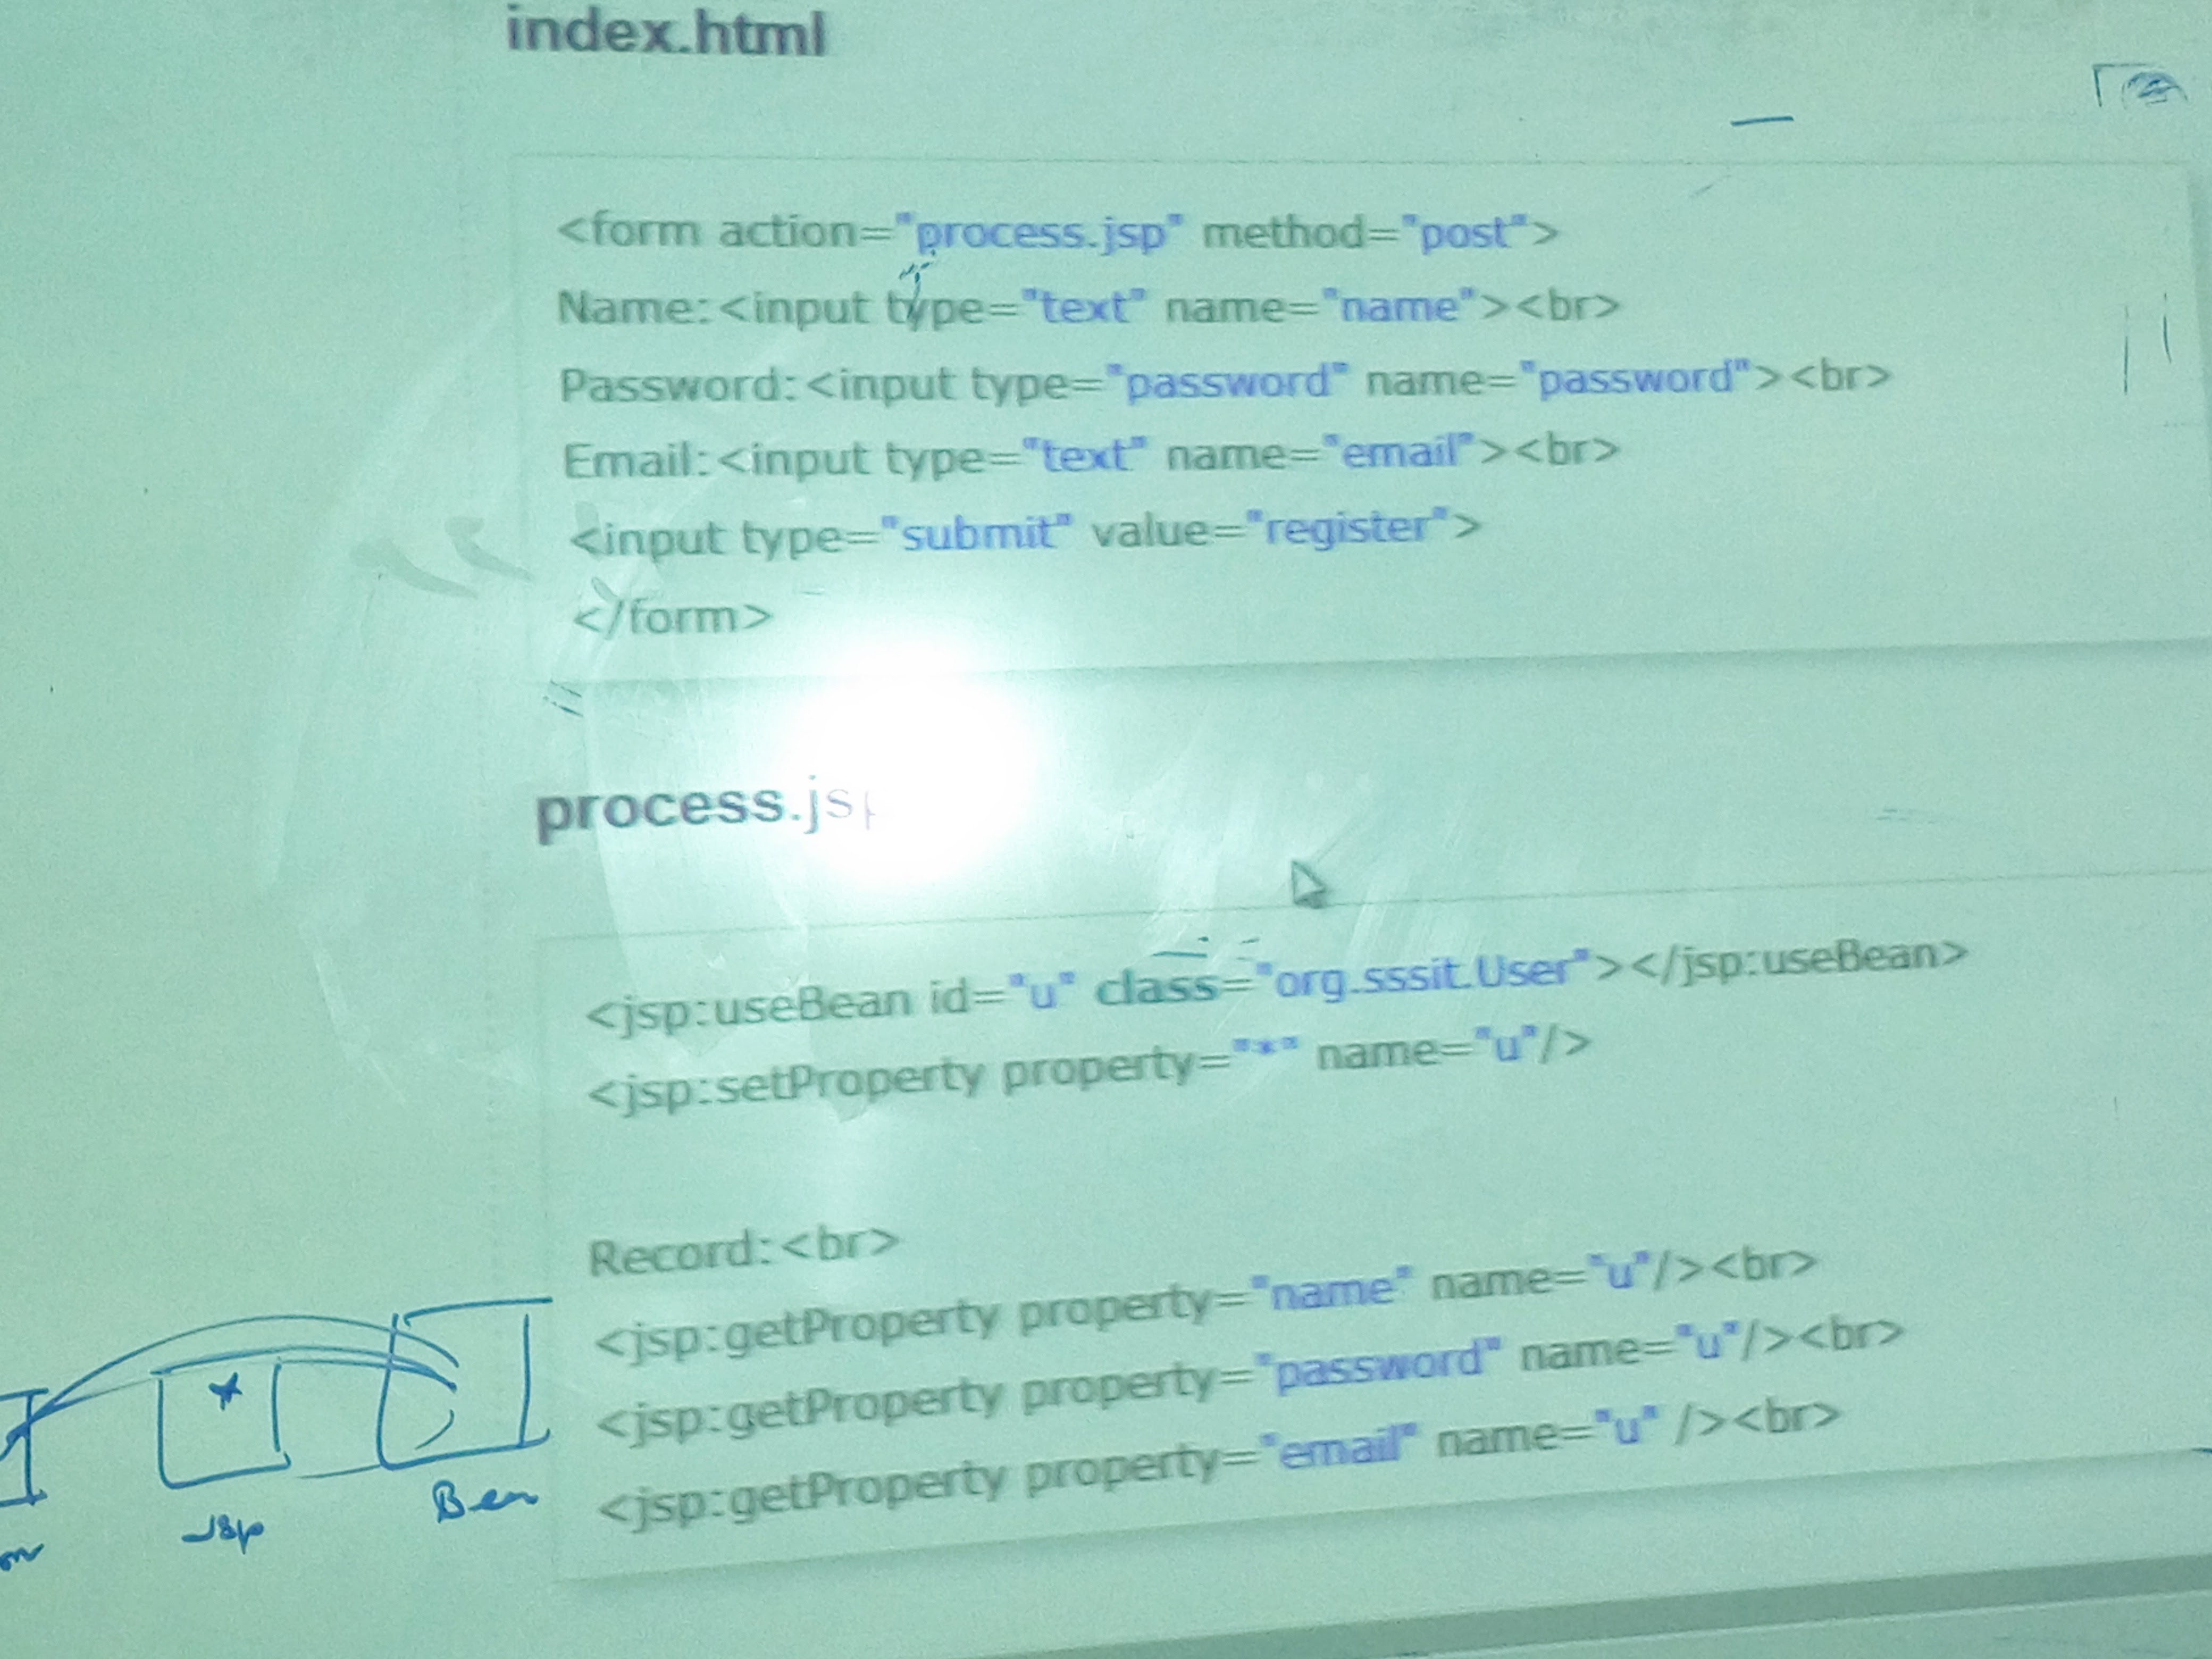 index.html
<form action="process.jsp" method="post">
Name:<input type="text" name="name"><br>
Password:<input type="password" name="password"><br>
Email:<input type="text" name="email"><br>
<input type="submit" value="register">
</form>
process.jsp
<jsp:useBean id="u" class="org.sssit.User"></jsp:useBean>
<jsp:setProperty property="*" name="u"/>
Record:<br>
<jsp:getProperty property="name" name="u"/><br>
<jsp:getProperty property="password" name="u"/><br>
<jsp:getProperty property="email" name="u" /><br>
Jsp